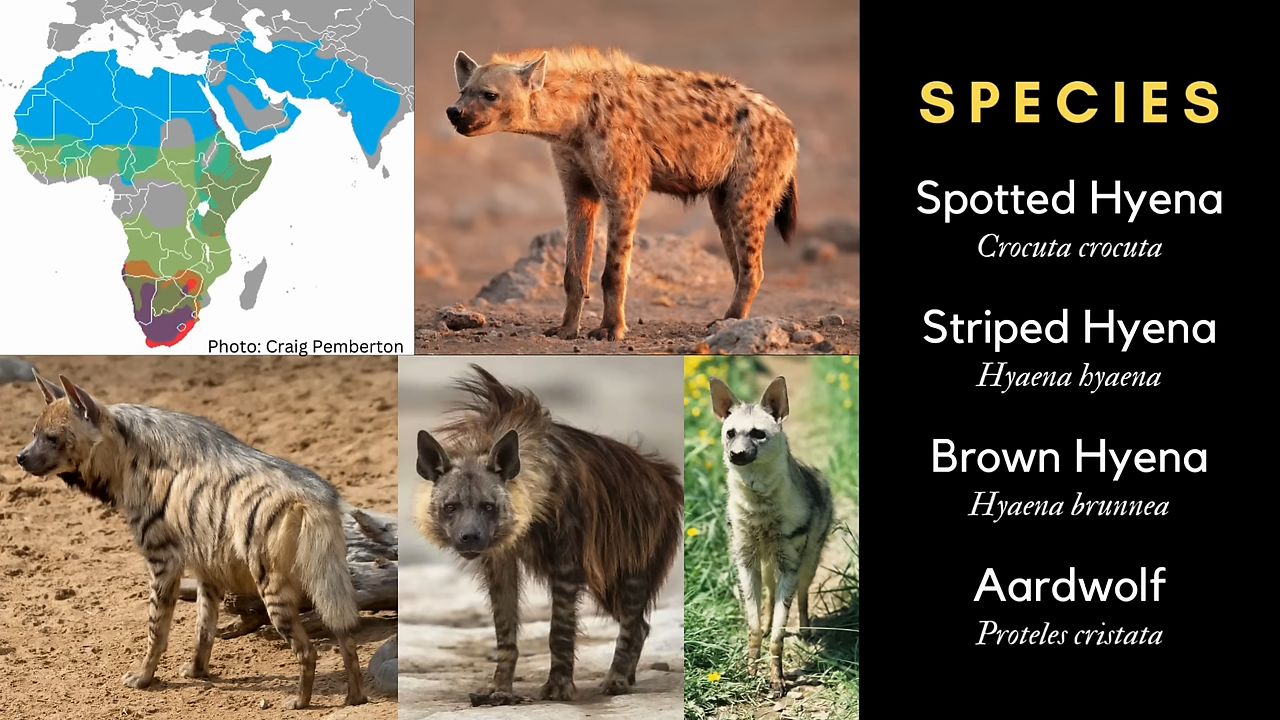 Photo: Craig Pemberton
SPECIES
Spotted Hyena
Crocuta crocuta
Striped Hyena
Hyaena hyaena
Brown Hyena
Hyaena brunnea
Aardwolf
Proteles cristata